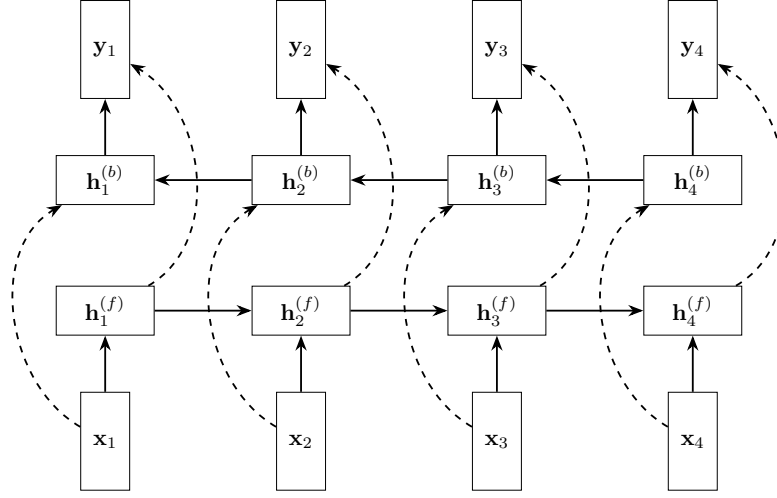 y₁ y₂ y₃ y₄
h₁⁽ᵇ⁾ h₂⁽ᵇ⁾ h₃⁽ᵇ⁾ h₄⁽ᵇ⁾
h₁⁽ᶠ⁾ h₂⁽ᶠ⁾ h₃⁽ᶠ⁾ h₄⁽ᶠ⁾
x₁ x₂ x₃ x₄